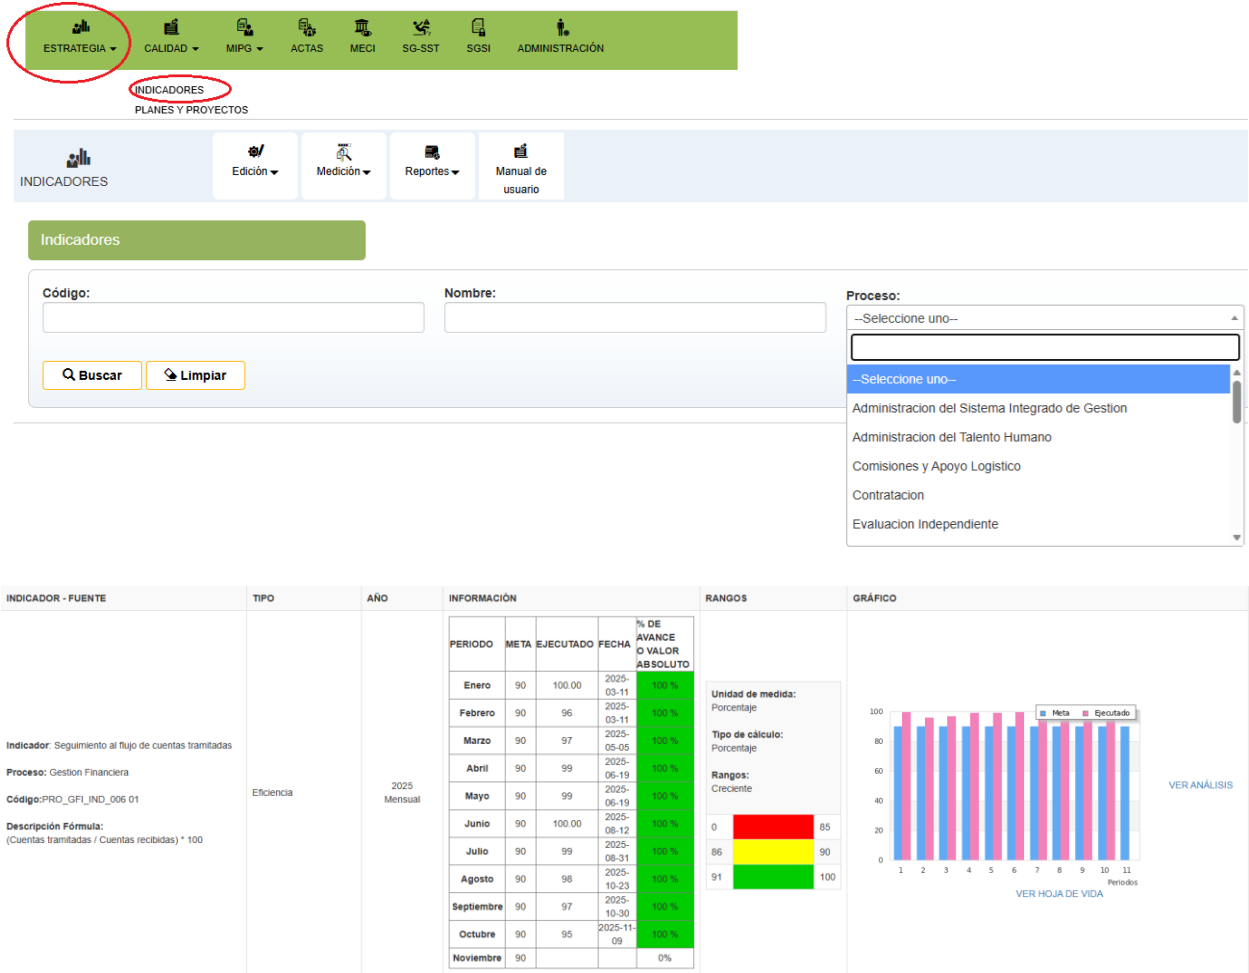 ESTRATEGIA
CALIDAD
MIPG
ACTAS
MECI
SG-SST
SGSI
ADMINISTRACIÓN
INDICADORES
PLANES Y PROYECTOS
INDICADORES
Edición
Medición
Reportes
Manual de
usuario
Indicadores
Código:
Nombre:
Proceso:
--Seleccione uno--
Buscar
Limpiar
--Seleccione uno--
Administracion del Sistema Integrado de Gestion
Administracion del Talento Humano
Comisiones y Apoyo Logistico
Contratacion
Evaluacion Independiente
INDICADOR - FUENTE TIPO AÑO INFORMACIÓN RANGOS GRÁFICO
Indicador: Seguimiento al flujo de cuentas tramitadas
Proceso: Gestion Financiera
Código:PRO_GFI_IND_006 01
Descripción Fórmula:
(Cuentas tramitadas / Cuentas recibidas) * 100
Eficiencia
2025
Mensual
PERIODO META EJECUTADO FECHA % DE AVANCE O VALOR ABSOLUTO
Enero 90 100.00 2025-03-11 100 %
Febrero 90 96 2025-03-11 100 %
Marzo 90 97 2025-05-05 100 %
Abril 90 99 2025-06-19 100 %
Mayo 90 99 2025-06-19 100 %
Junio 90 100.00 2025-08-12 100 %
Julio 90 99 2025-08-31 100 %
Agosto 90 98 2025-10-23 100 %
Septiembre 90 97 2025-10-30 100 %
Octubre 90 95 2025-11-09 100 %
Noviembre 90 0%
Unidad de medida:
Porcentaje
Tipo de cálculo:
Porcentaje
Rangos:
Creciente
0 85
86 90
91 100
Meta Ejecutado
100
80
60
40
20
0
1 2 3 4 5 6 7 8 9 10 11
Periodos
VER HOJA DE VIDA
VER ANÁLISIS